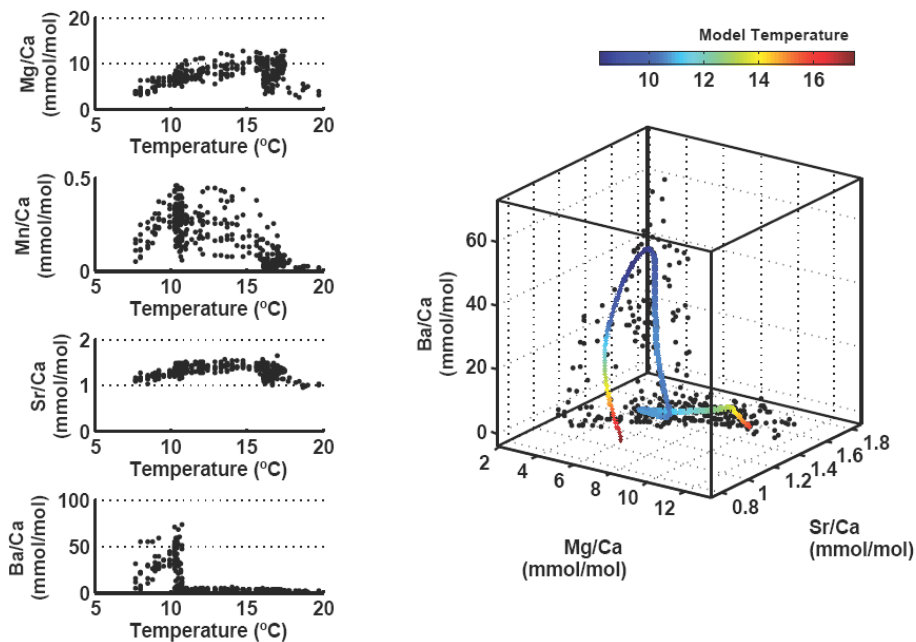 20
10
0
Mg/Ca
(mmol/mol)
5 10 15 20
Temperature (ºC)
0.5
0
Mn/Ca
(mmol/mol)
5 10 15 20
Temperature (ºC)
2
1
0
Sr/Ca
(mmol/mol)
5 10 15 20
Temperature (ºC)
100
50
0
Ba/Ca
(mmol/mol)
5 10 15 20
Temperature (ºC)
Model Temperature
10 12 14 16
60
40
20
0
Ba/Ca
(mmol/mol)
2 4 6 8 10 12
Mg/Ca
(mmol/mol)
0.8 1 1.2 1.4 1.6 1.8
Sr/Ca
(mmol/mol)